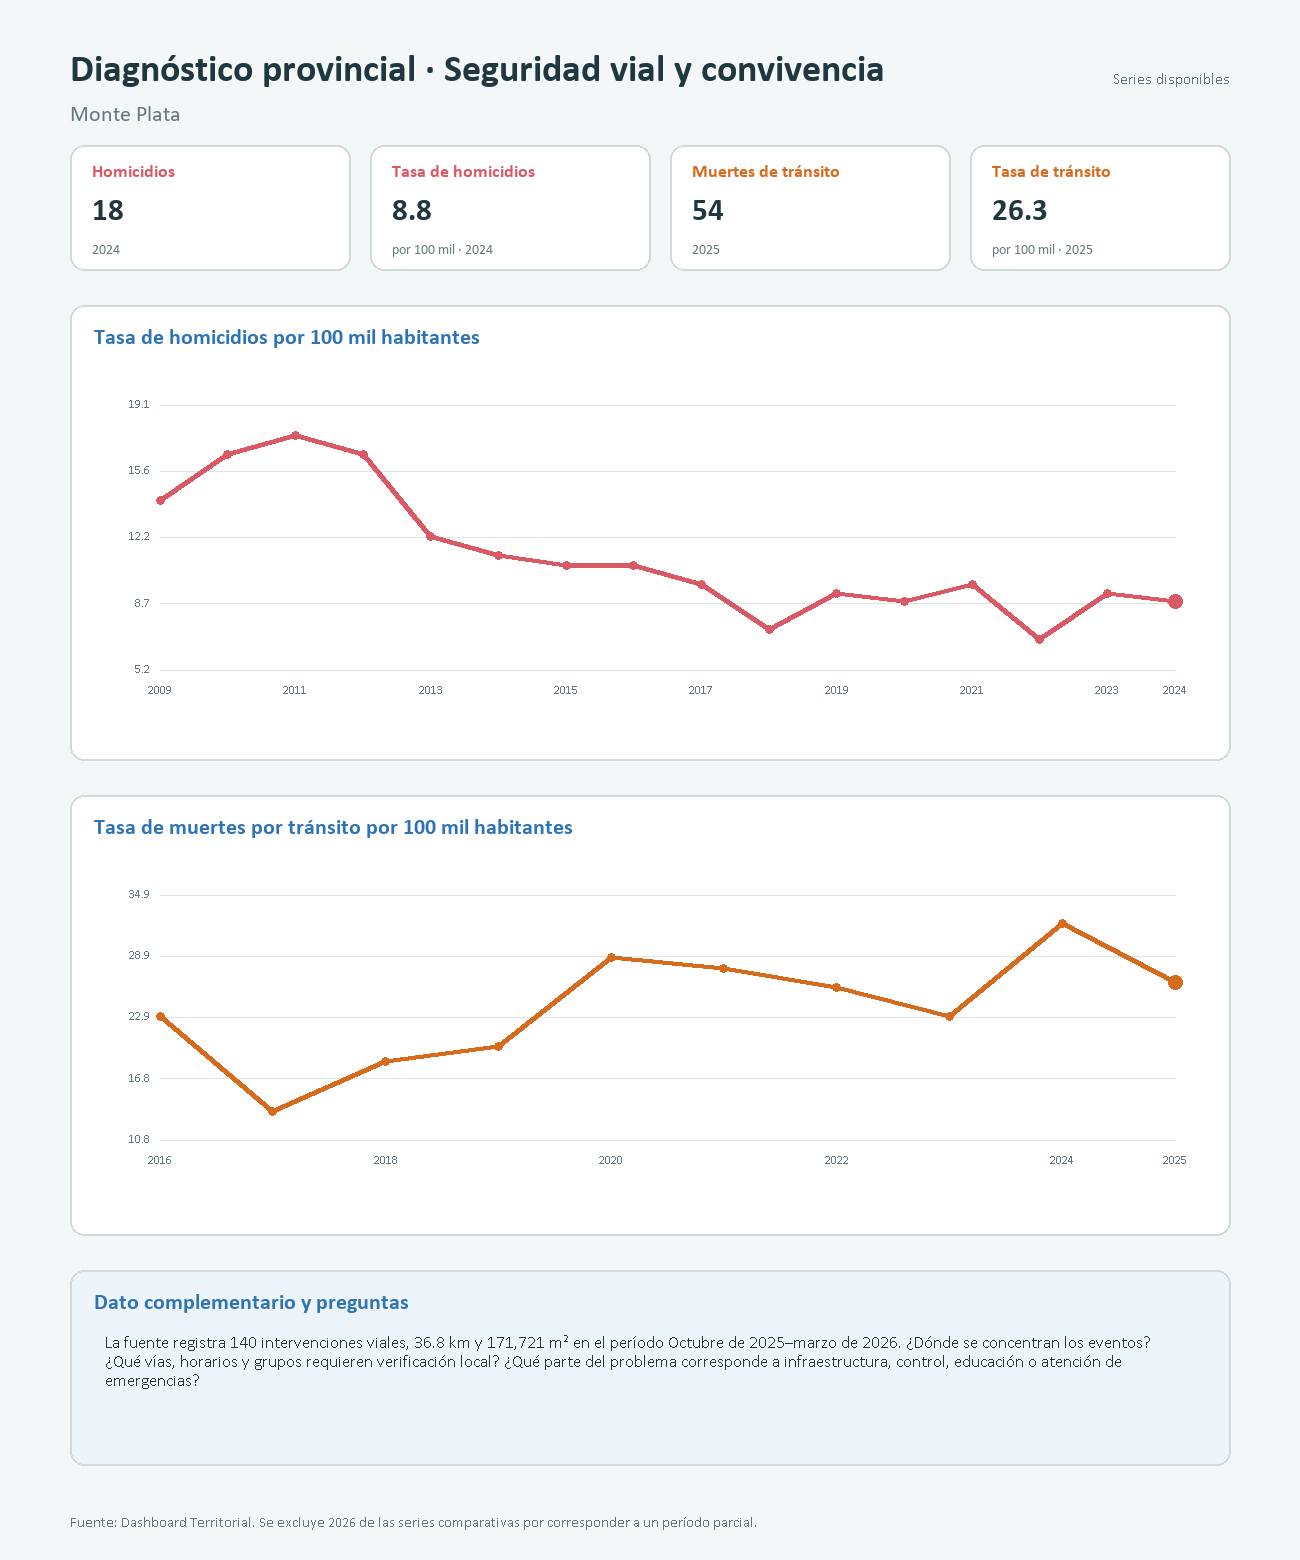 Diagnóstico provincial · Seguridad vial y convivencia
Series disponibles
Monte Plata
Homicidios
18
2024
Tasa de homicidios
8.8
por 100 mil · 2024
Muertes de tránsito
54
2025
Tasa de tránsito
26.3
por 100 mil · 2025
Tasa de homicidios por 100 mil habitantes
19.1
15.6
12.2
8.7
5.2
2009 2011 2013 2015 2017 2019 2021 2023 2024
Tasa de muertes por tránsito por 100 mil habitantes
34.9
28.9
22.9
16.8
10.8
2016 2018 2020 2022 2024 2025
Dato complementario y preguntas
La fuente registra 140 intervenciones viales, 36.8 km y 171,721 m² en el período Octubre de 2025–marzo de 2026. ¿Dónde se concentran los eventos?
¿Qué vías, horarios y grupos requieren verificación local? ¿Qué parte del problema corresponde a infraestructura, control, educación o atención de
emergencias?
Fuente: Dashboard Territorial. Se excluye 2026 de las series comparativas por corresponder a un período parcial.